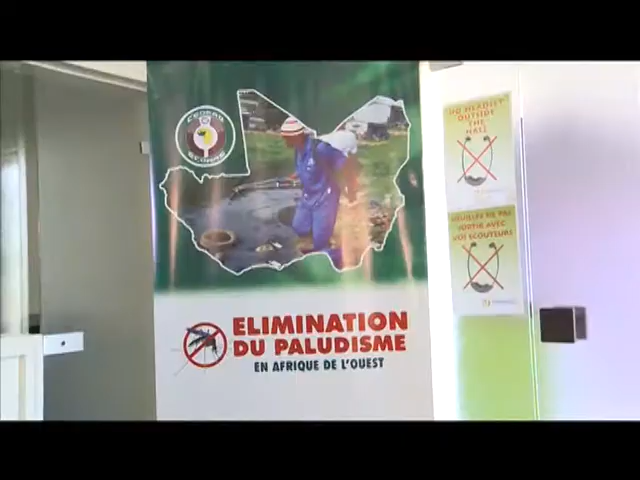 CEDEAO
ECOWAS
ELIMINATION
DU PALUDISME
EN AFRIQUE DE L'OUEST
NO HEADSET
OUTSIDE
THE
HALL
VEUILLEZ NE PAS
SORTIR AVEC
VOS ECOUTEURS